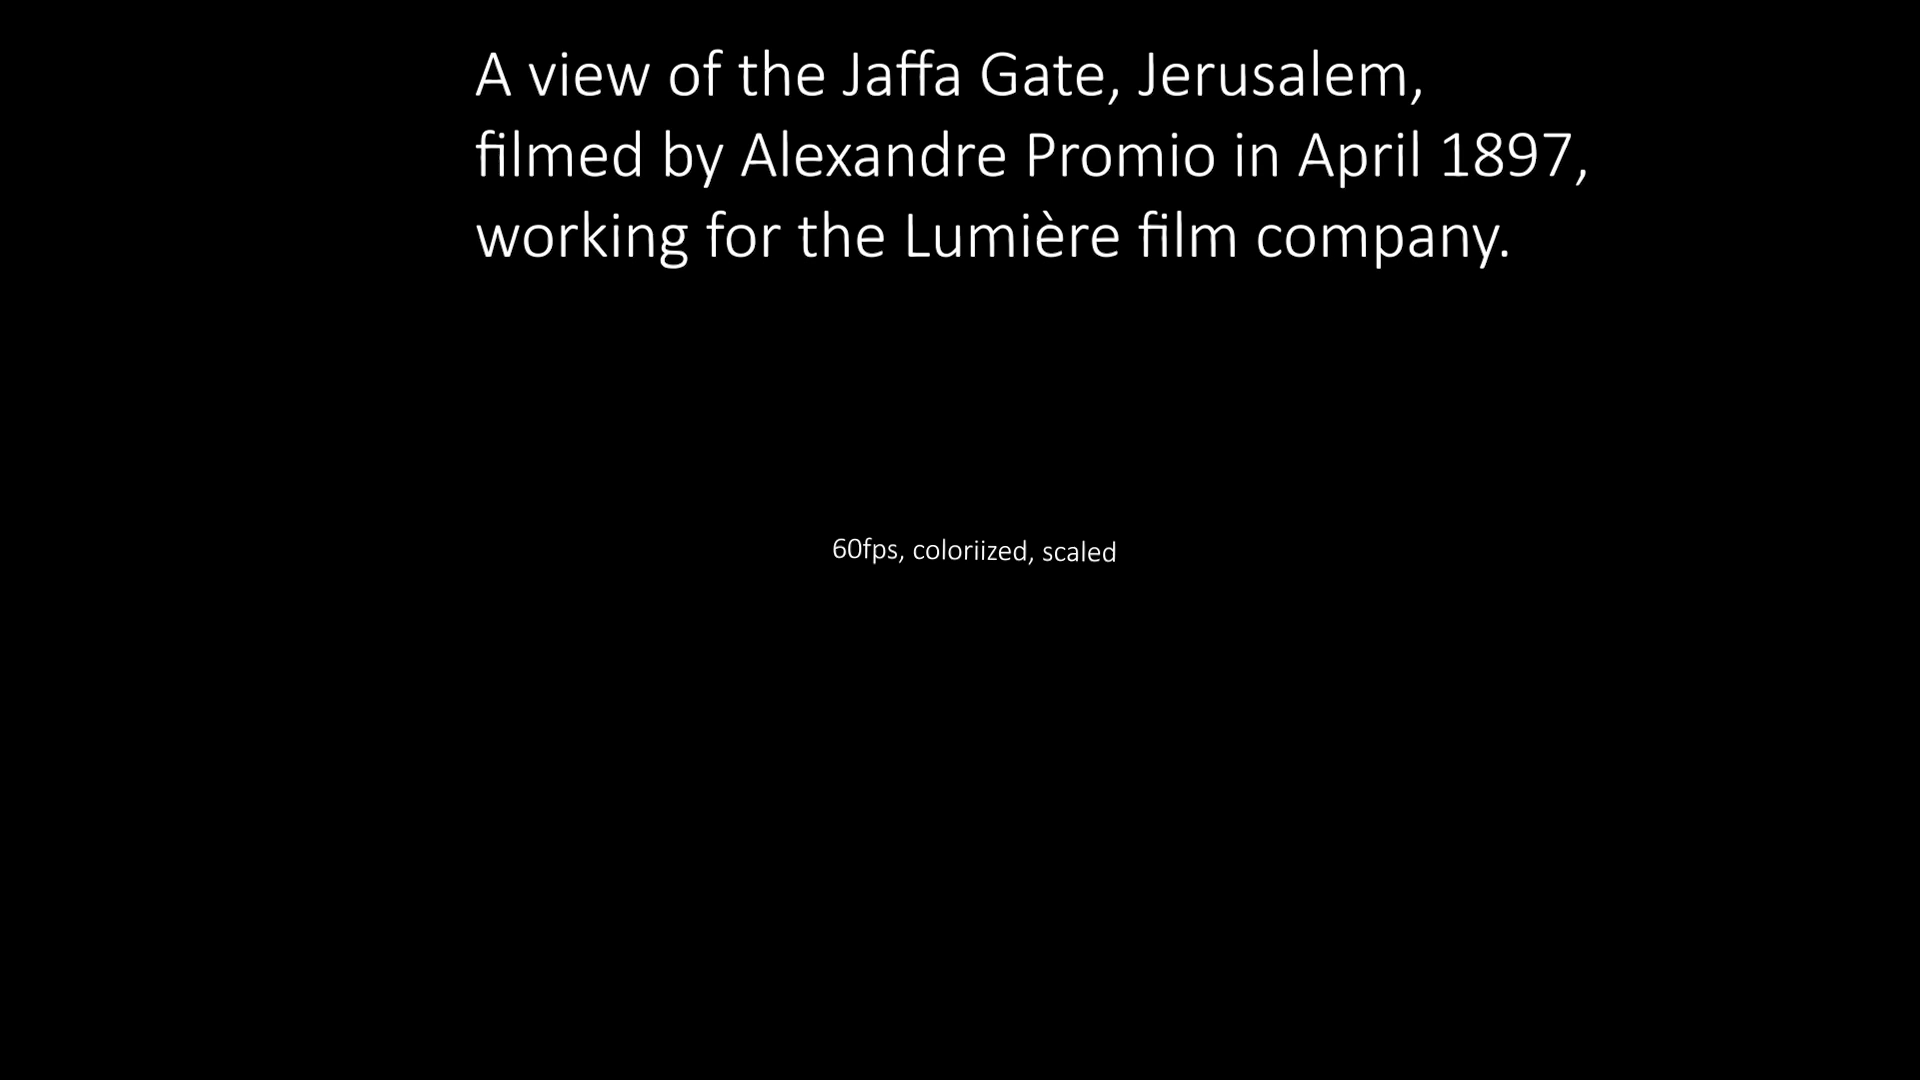 A view of the Jaffa Gate, Jerusalem,
filmed by Alexandre Promio in April 1897,
working for the Lumière film company.
60fps, coloriized, scaled